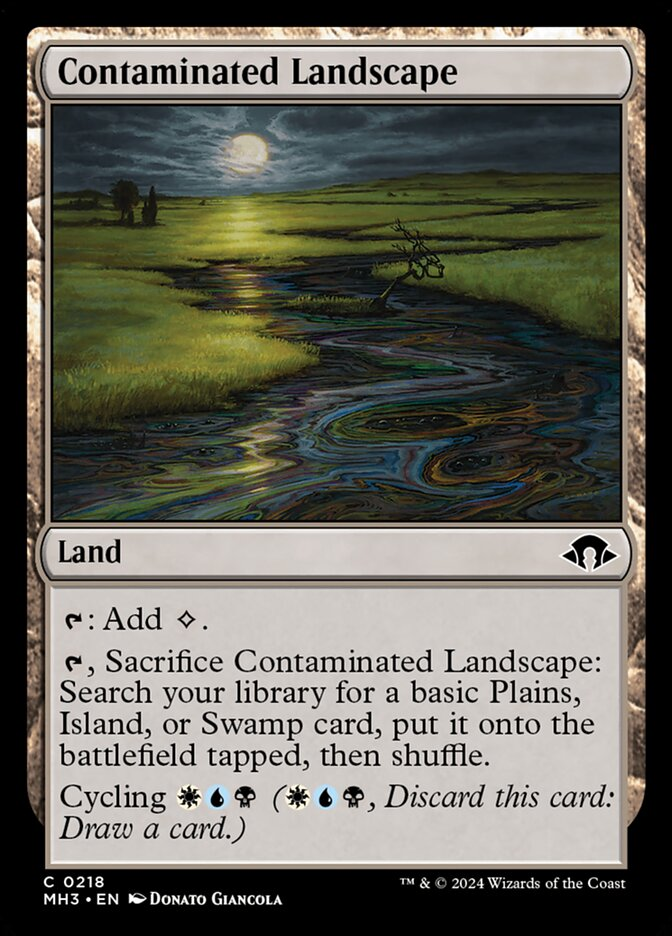 Contaminated Landscape
Land
: Add .
, Sacrifice Contaminated Landscape:
Search your library for a basic Plains,
Island, or Swamp card, put it onto the
battlefield tapped, then shuffle.
Cycling (, Discard this card:
Draw a card.)
C 0218
MH3 • EN Donato Giancola
™ & © 2024 Wizards of the Coast